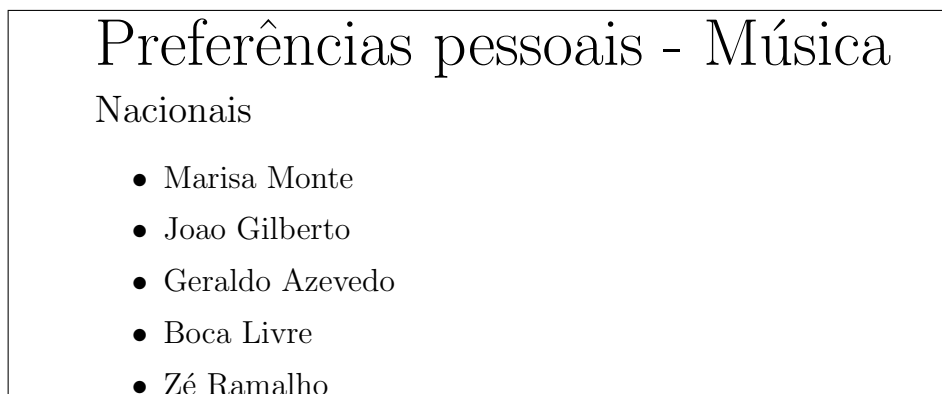 Preferências pessoais - Música
Nacionais
• Marisa Monte
• Joao Gilberto
• Geraldo Azevedo
• Boca Livre
• Zé Ramalho